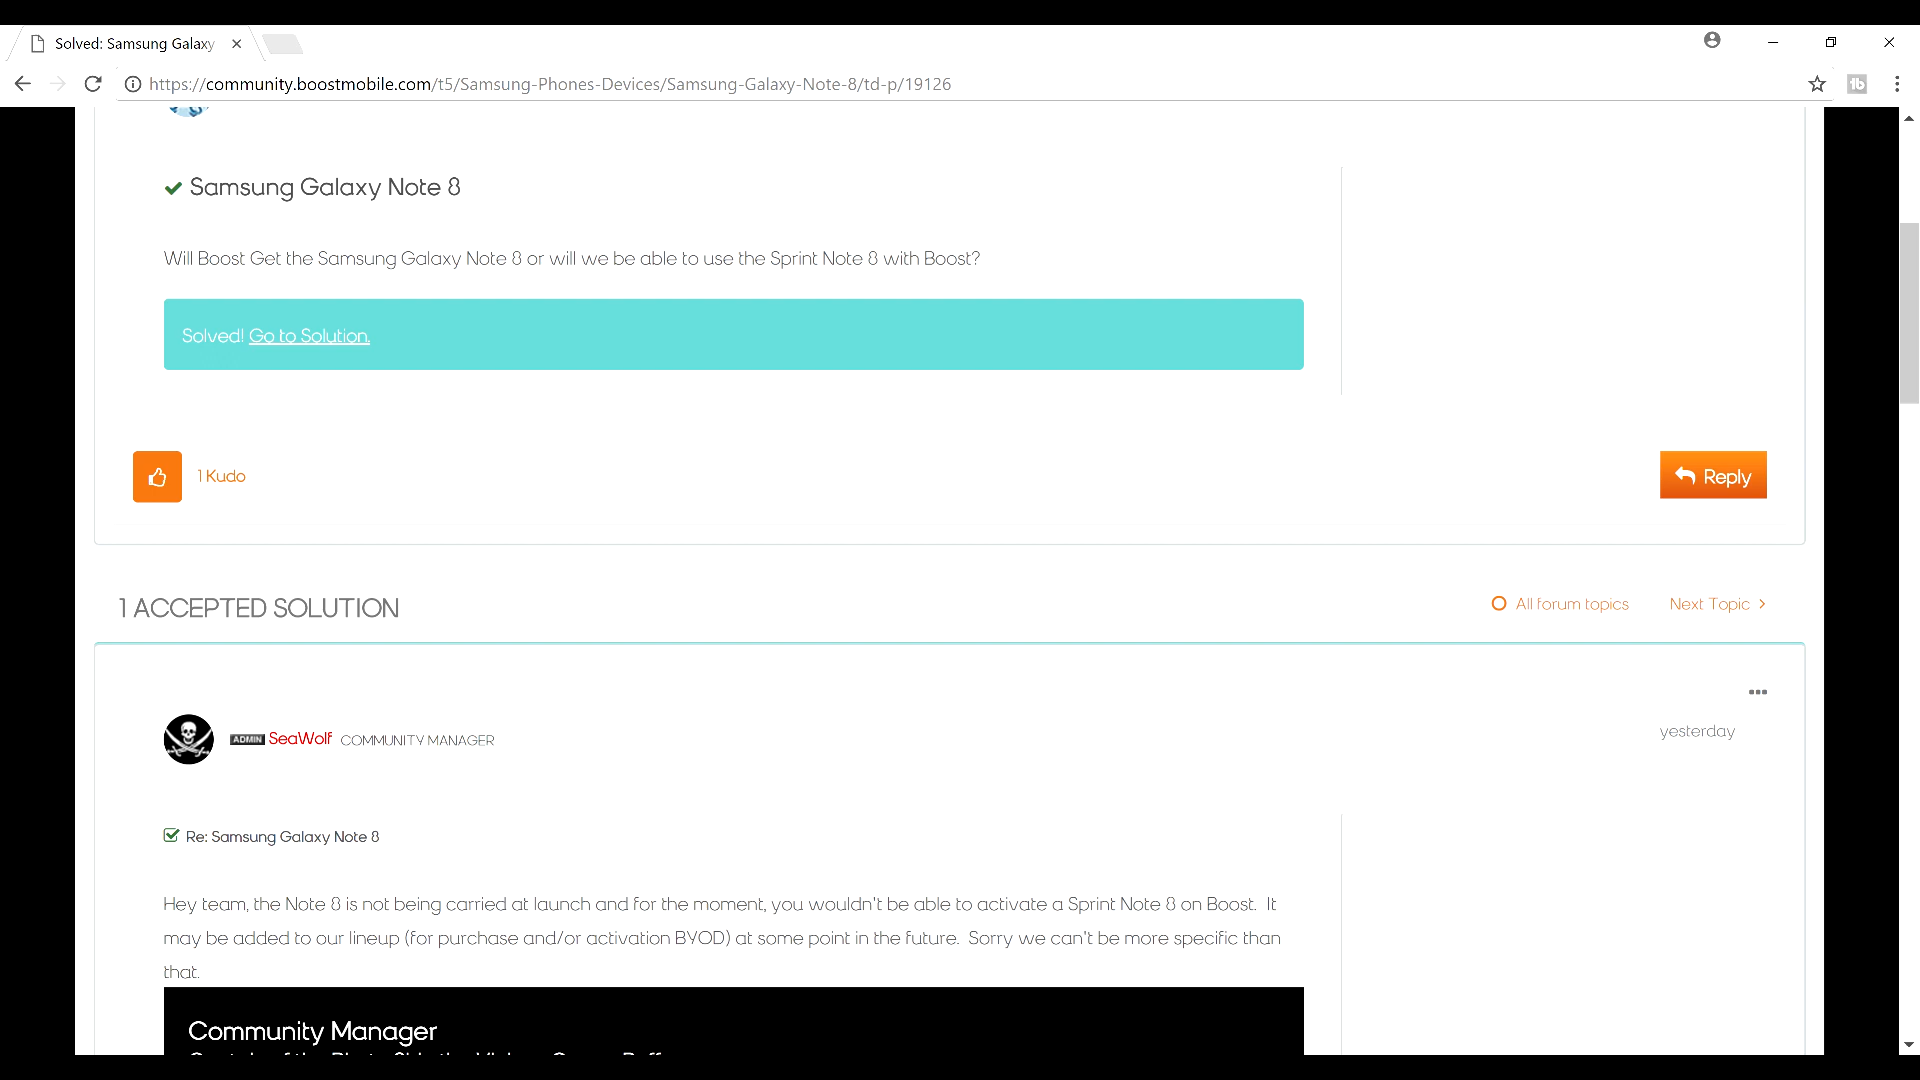 Solved: Samsung Galaxy
https://community.boostmobile.com/t5/Samsung-Phones-Devices/Samsung-Galaxy-Note-8/td-p/19126
Samsung Galaxy Note 8
Will Boost Get the Samsung Galaxy Note 8 or will we be able to use the Sprint Note 8 with Boost?
Solved! Go to Solution.
1 Kudo
Reply
1 ACCEPTED SOLUTION
All forum topics
Next Topic
ADMIN SeaWolf COMMUNITY MANAGER
yesterday
Re: Samsung Galaxy Note 8
Hey team, the Note 8 is not being carried at launch and for the moment, you wouldn't be able to activate a Sprint Note 8 on Boost. It
may be added to our lineup (for purchase and/or activation BYOD) at some point in the future. Sorry we can't be more specific than
that.
Community Manager